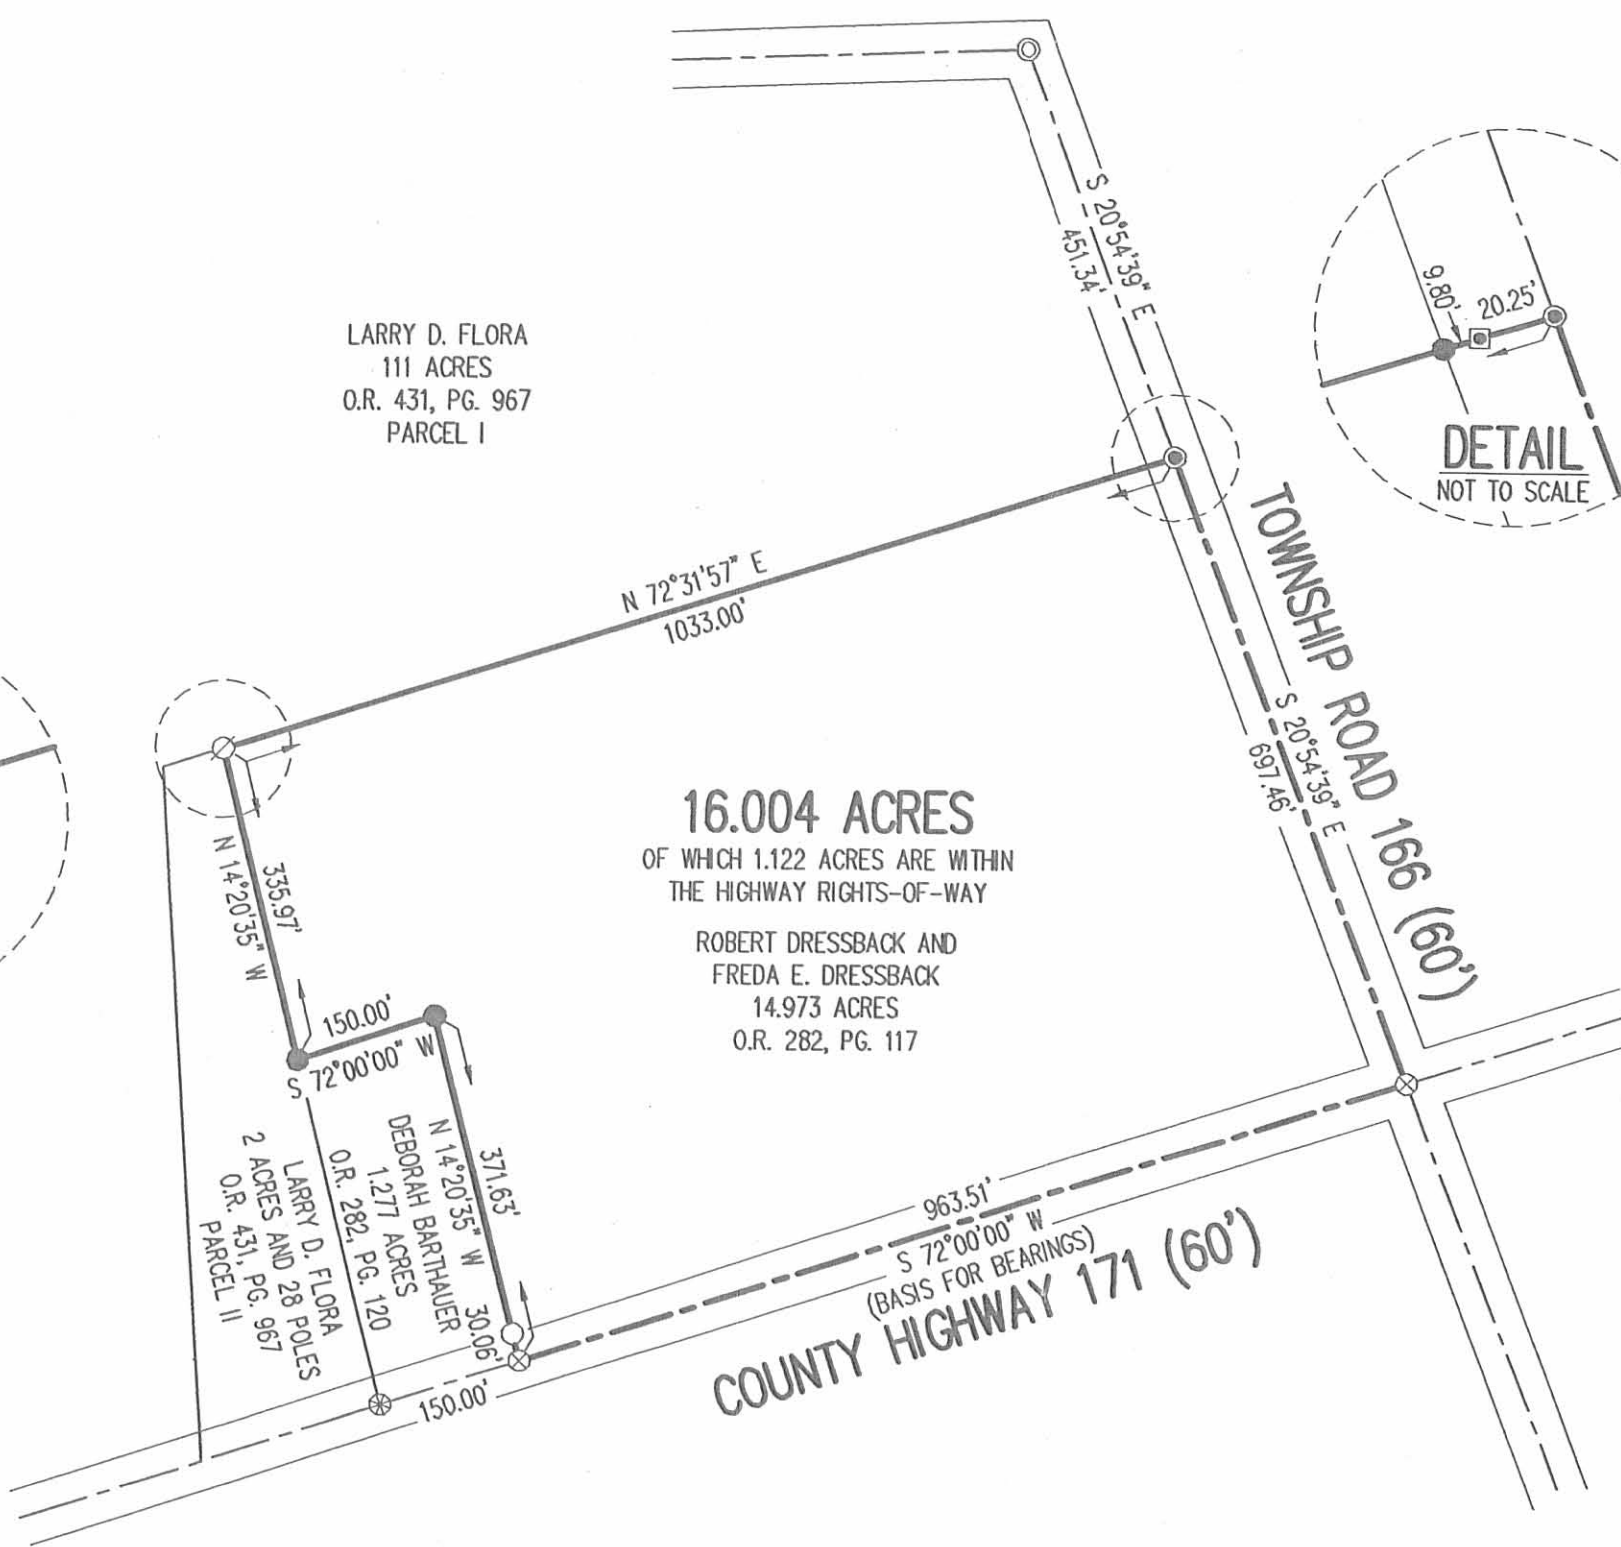 S 20°54'39" E
451.34'
9.80'
20.25'
DETAIL
NOT TO SCALE
LARRY D. FLORA
111 ACRES
O.R. 431, PG. 967
PARCEL I
N 72°31'57" E
1033.00'
TOWNSHIP ROAD 166 (60')
S 20°54'39" E
697.46'
16.004 ACRES
OF WHICH 1.122 ACRES ARE WITHIN
THE HIGHWAY RIGHTS-OF-WAY
ROBERT DRESSBACK AND
FREDA E. DRESSBACK
14.973 ACRES
O.R. 282, PG. 117
335.97'
N 14°20'35" W
150.00'
S 72°00'00" W
371.63'
N 14°20'35" W
30.06'
DEBORAH BARTHAUER
1.277 ACRES
O.R. 282, PG. 120
LARRY D. FLORA
2 ACRES AND 28 POLES
O.R. 431, PG. 967
PARCEL II
963.51'
S 72°00'00" W
(BASIS FOR BEARINGS)
COUNTY HIGHWAY 171 (60')
150.00'